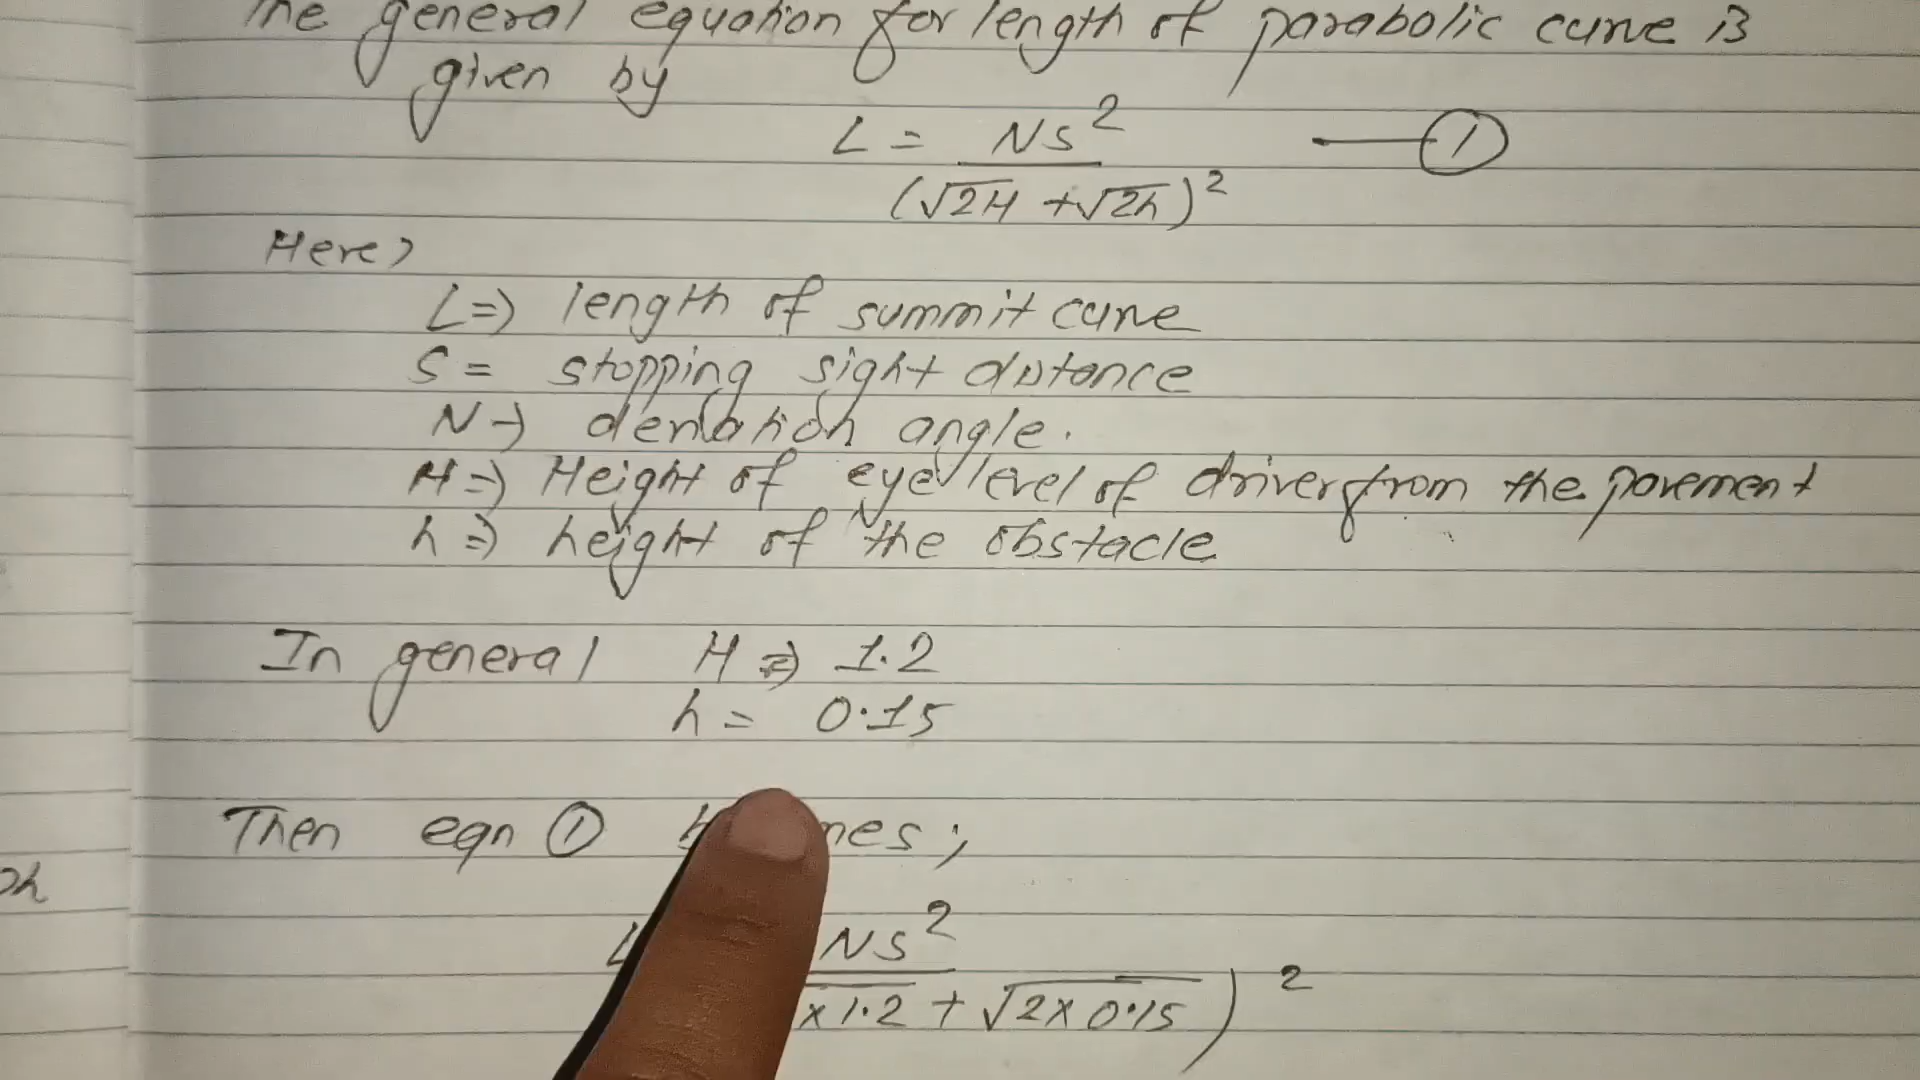 The general equation for length of parabolic curve is
given by
L = NS² / (√2H + √2h)² — ①
Here,
L => length of summit curve
S = stopping sight distance
N → deviation angle.
H => Height of eye level of driver from the pavement
h => height of the obstacle
In general H => 1.2
h = 0.15
Then eqn ① ;
L NS²
x 1.2 + √2x0.15 ) 2
oh